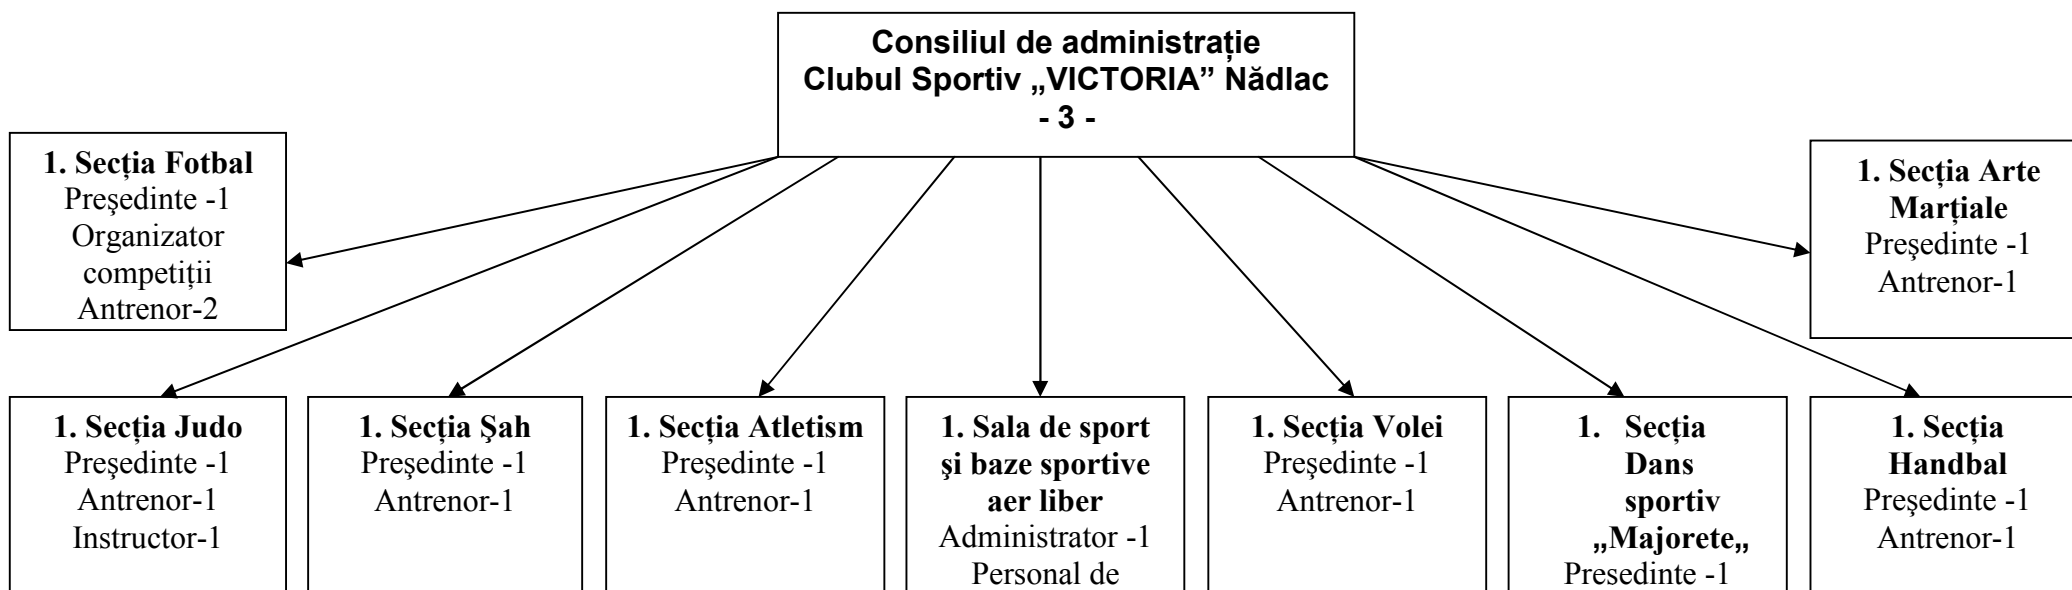 Consiliul de administrație
Clubul Sportiv „VICTORIA” Nădlac
- 3 -
1. Secția Fotbal
Preşedinte -1
Organizator
competiții
Antrenor-2
1. Secția Arte
Marțiale
Preşedinte -1
Antrenor-1
1. Secția Judo
Preşedinte -1
Antrenor-1
Instructor-1
1. Secția Şah
Preşedinte -1
Antrenor-1
1. Secția Atletism
Preşedinte -1
Antrenor-1
1. Sala de sport
şi baze sportive
aer liber
Administrator -1
Personal de
1. Secția Volei
Preşedinte -1
Antrenor-1
1. Secția
Dans
sportiv
„Majorete„
Preşedinte -1
1. Secția
Handbal
Preşedinte -1
Antrenor-1